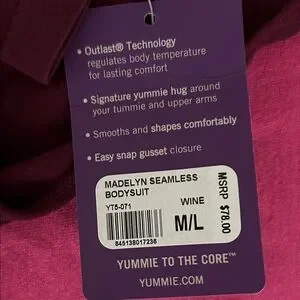 • Outlast® Technology
regulates body temperature
for lasting comfort
• Signature yummie hug around
your tummie and upper arms
• Smooths and shapes comfortably
• Easy snap gusset closure
MADELYN SEAMLESS
BODYSUIT
YT5-071
WINE
M/L
845138017236
MSRP $78.00
YUMMIE TO THE CORE™
YUMMIE.COM